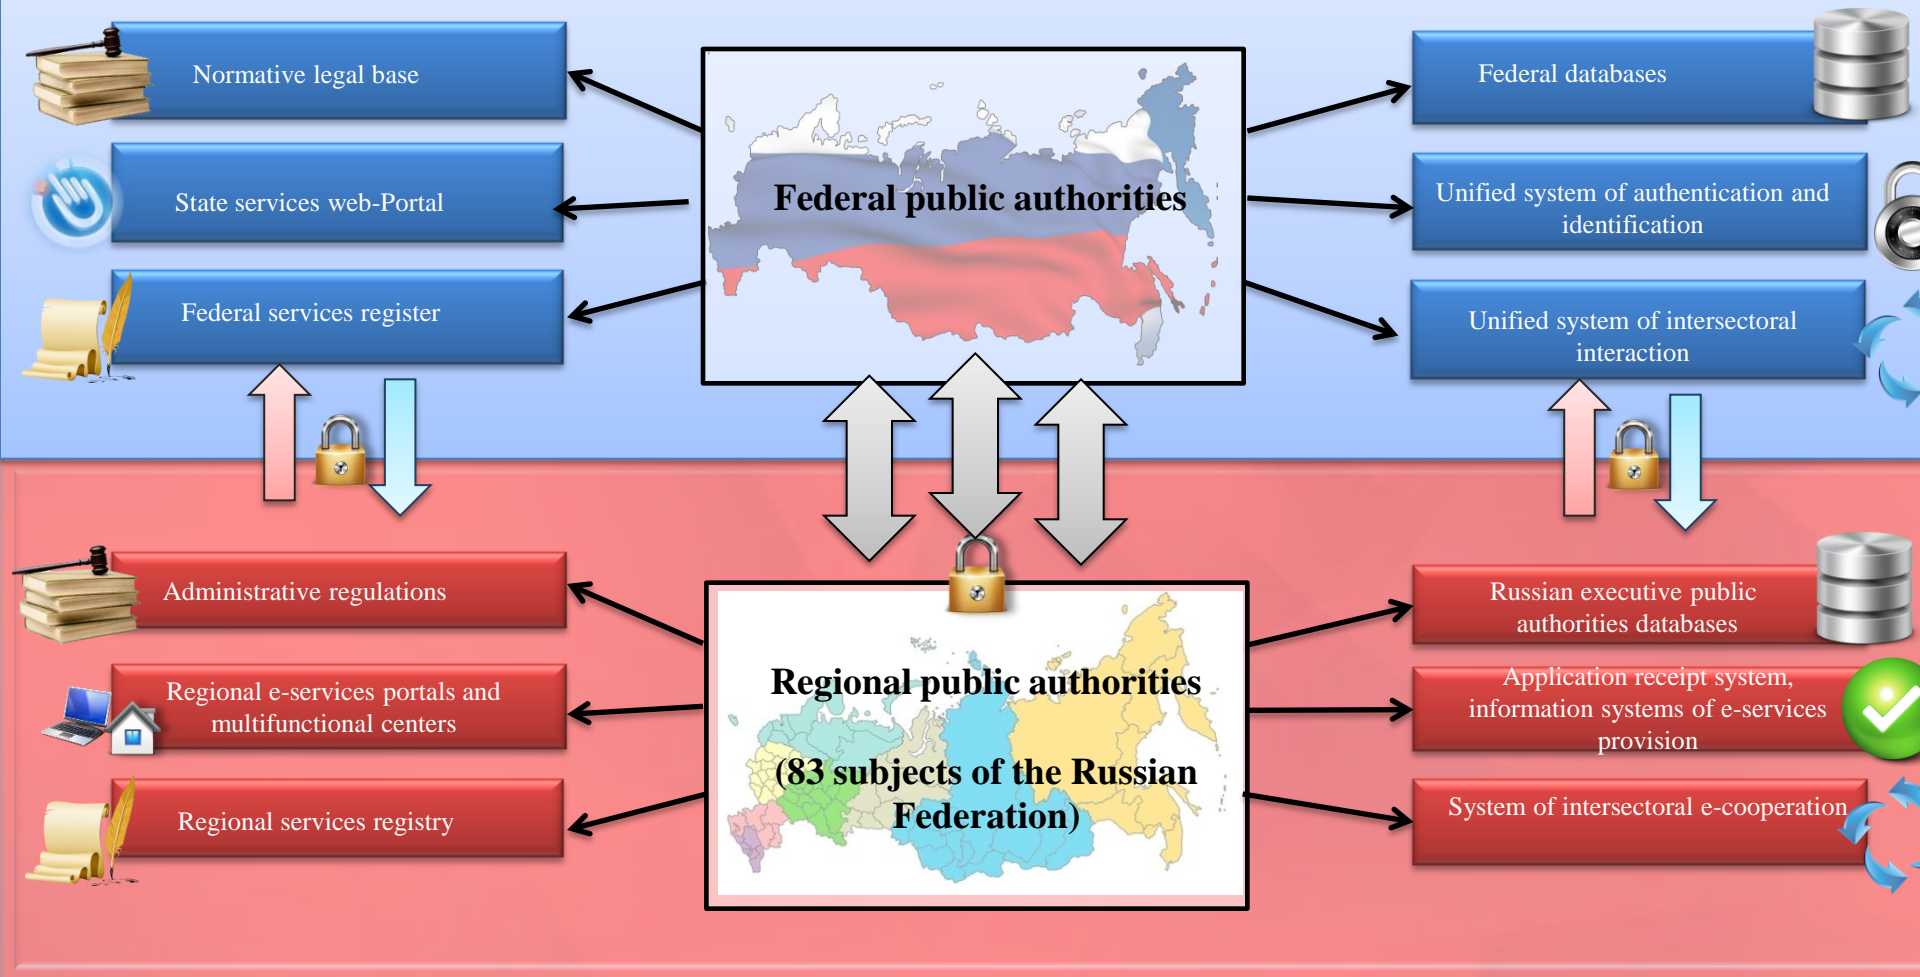 Normative legal base
State services web-Portal
Federal services register
Federal public authorities
Federal databases
Unified system of authentication and
identification
Unified system of intersectoral
interaction
Administrative regulations
Regional e-services portals and
multifunctional centers
Regional services registry
Regional public authorities
(83 subjects of the Russian
Federation)
Russian executive public
authorities databases
Application receipt system,
information systems of e-services
provision
System of intersectoral e-cooperation